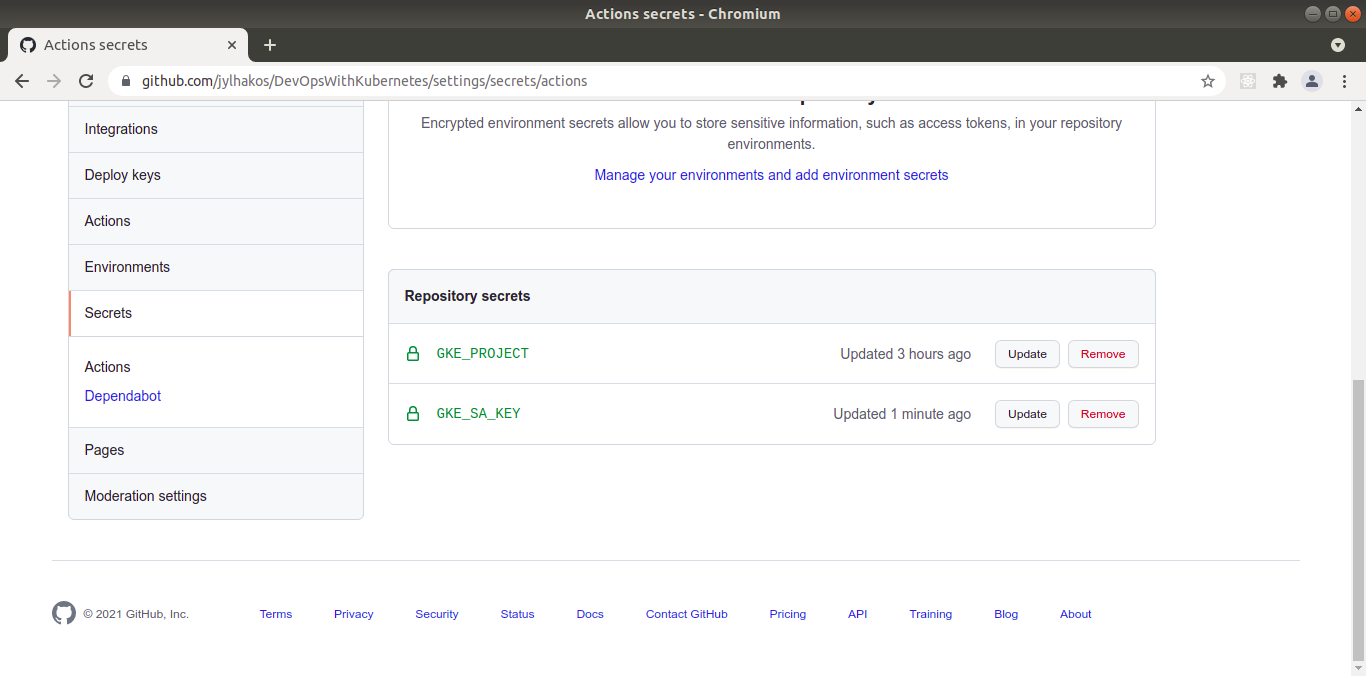 Actions secrets - Chromium
Actions secrets
github.com/jylhakos/DevOpsWithKubernetes/settings/secrets/actions
Integrations
Deploy keys
Actions
Environments
Secrets
Actions
Dependabot
Pages
Moderation settings
Encrypted environment secrets allow you to store sensitive information, such as access tokens, in your repository
environments.
Manage your environments and add environment secrets
Repository secrets
GKE_PROJECT Updated 3 hours ago Update Remove
GKE_SA_KEY Updated 1 minute ago Update Remove
© 2021 GitHub, Inc. Terms Privacy Security Status Docs Contact GitHub Pricing API Training Blog About